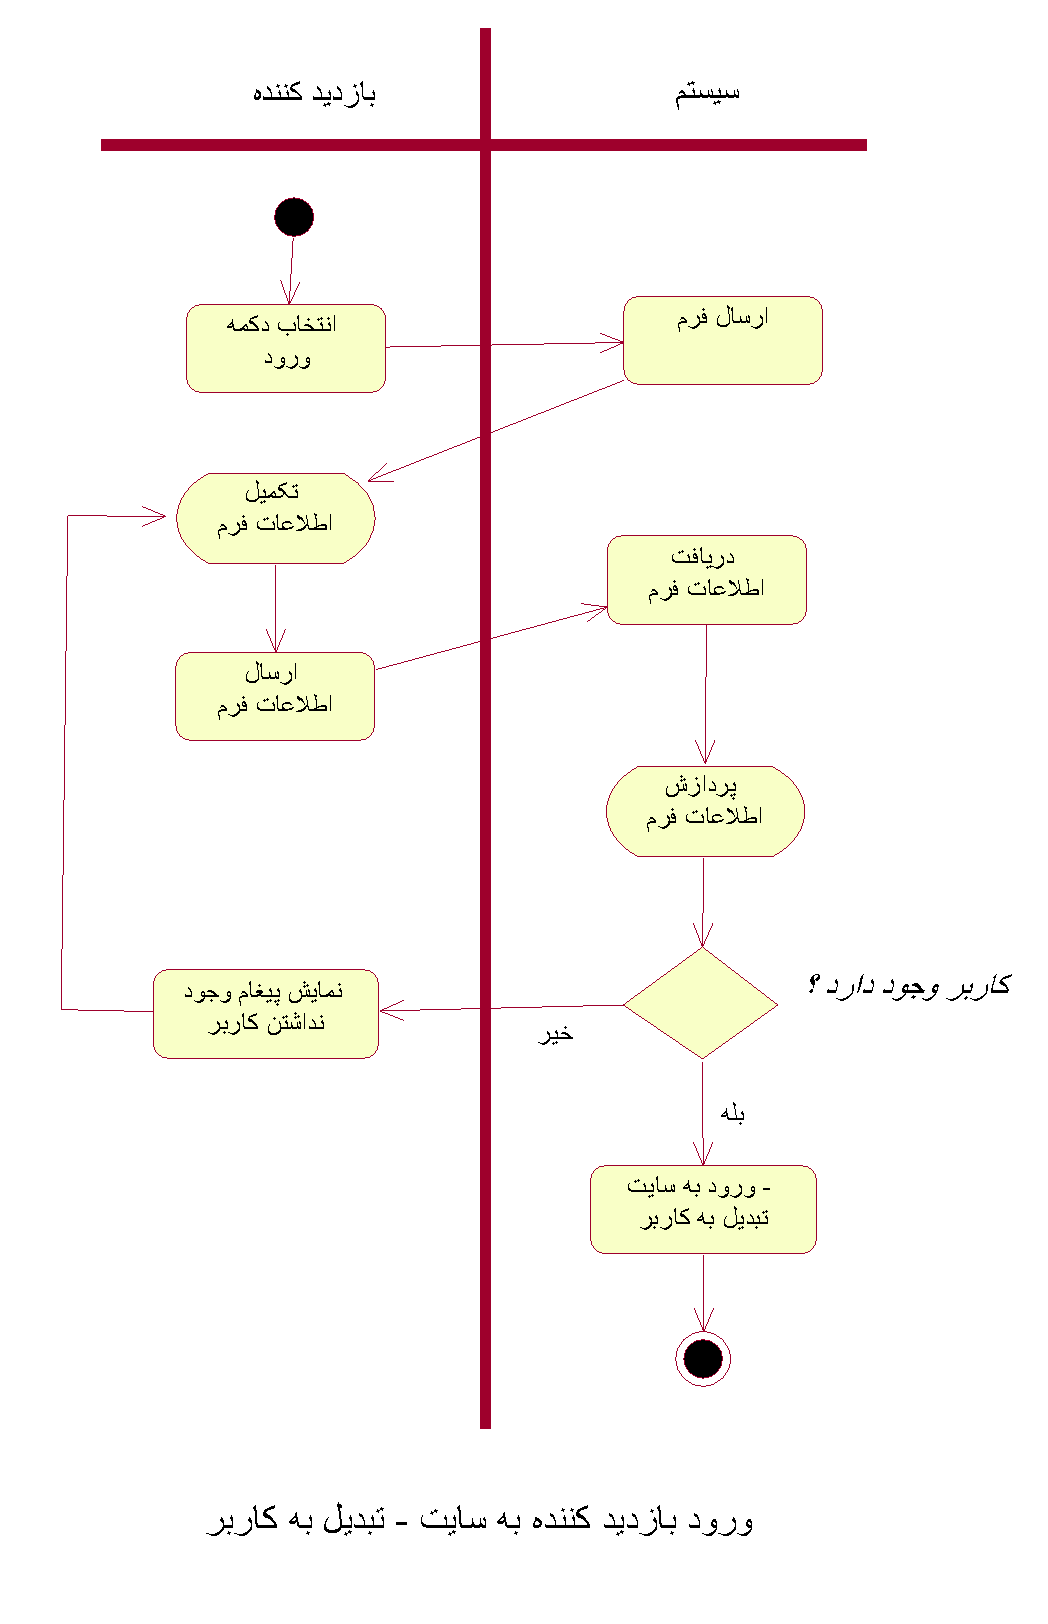 بازدید کننده
سیستم
انتخاب دکمه
ورود
ارسال فرم
تکمیل
اطلاعات فرم
دریافت
اطلاعات فرم
ارسال
اطلاعات فرم
پردازش
اطلاعات فرم
کاربر وجود دارد ؟
نمایش پیغام وجود
نداشتن کاربر
خیر
بله
ورود به سایت -
تبدیل به کاربر
ورود بازدید کننده به سایت - تبدیل به کاربر